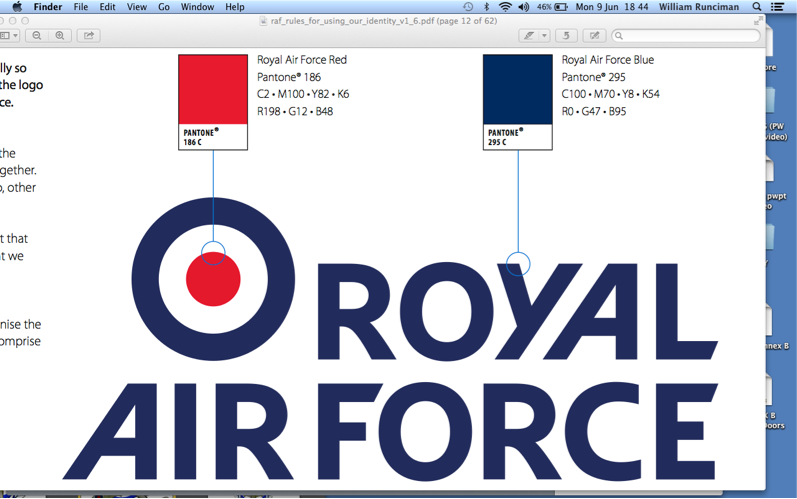 Finder File Edit View Go Window Help 46% Mon 9 Jun 18 44 William Runciman
raf_rules_for_using_our_identity_v1_6.pdf (page 12 of 62)
lly so
the logo
ce.
the
gether.
o, other
t that
t we
nise the
omprise
Royal Air Force Red
Pantone® 186
C2 • M100 • Y82 • K6
R198 • G12 • B48
PANTONE®
186 C
Royal Air Force Blue
Pantone® 295
C100 • M70 • Y8 • K54
R0 • G47 • B95
PANTONE®
295 C
ROYAL
AIR FORCE
ore
(PW
ideo)
pwpt
eo
nnex B
B
oors